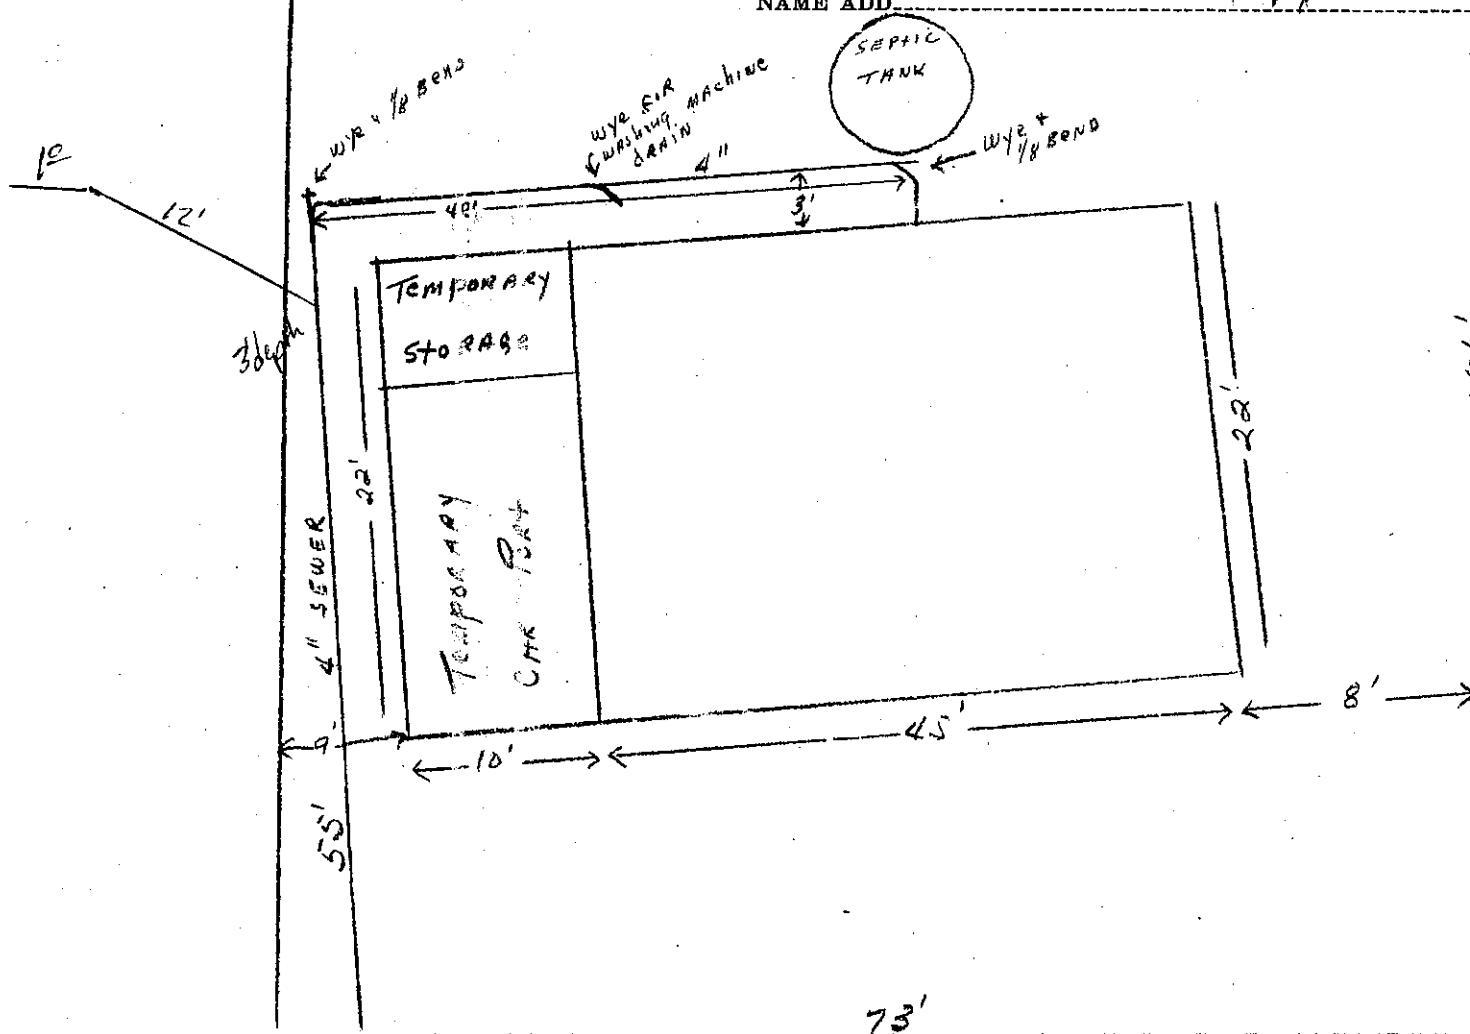 NAME ADD
SEPTIC
TANK
WYE & 1/8 BEND
WYE FOR
WASHING MACHINE
DRAIN
4"
WYE &
1/8 BEND
12'
3'
TEMPORARY
STORAGE
3' depth
22'
22'
4" SEWER
TEMPORARY
CAR PORT
9'
10'
45'
8'
55'
73'